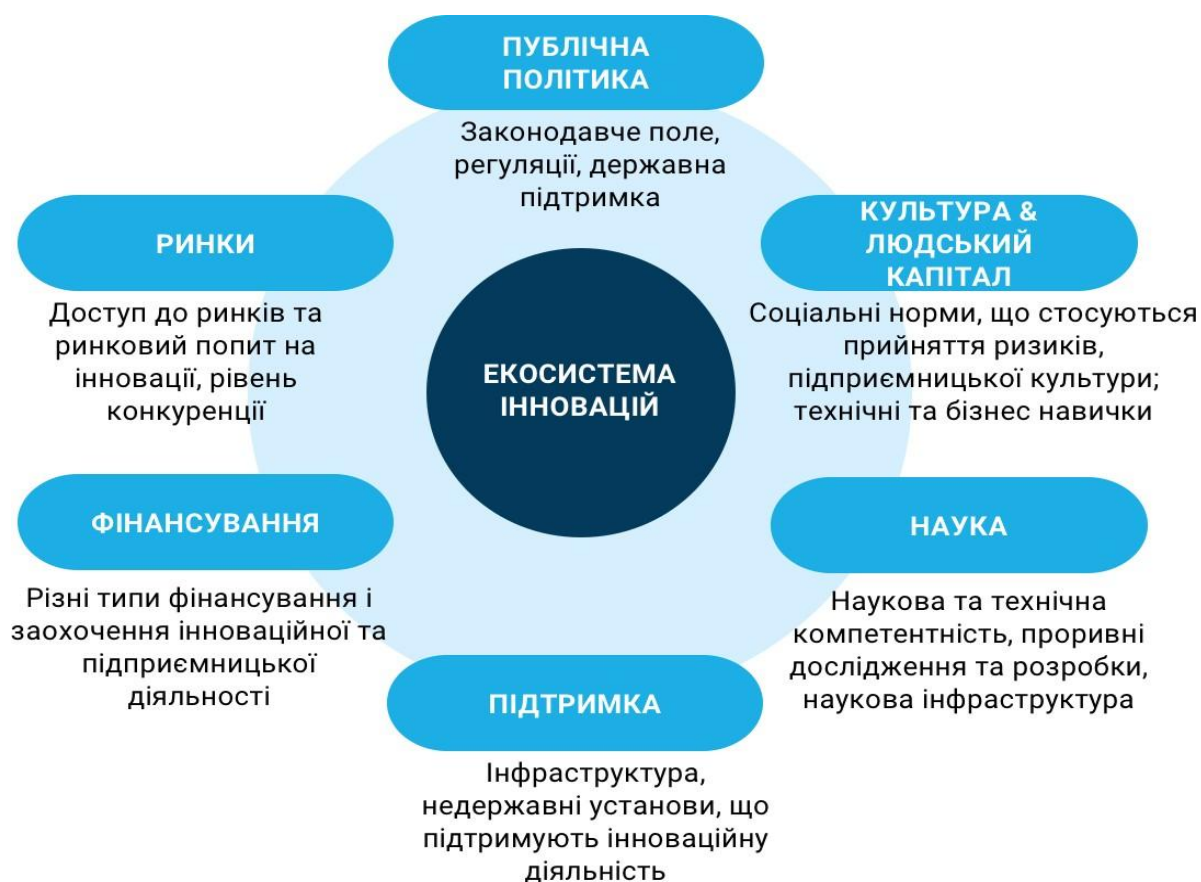 ПУБЛІЧНА
ПОЛІТИКА
Законодавче поле,
регуляції, державна
підтримка
КУЛЬТУРА &
ЛЮДСЬКИЙ
КАПІТАЛ
Соціальні норми, що стосуються
прийняття ризиків,
підприємницької культури;
технічні та бізнес навички
НАУКА
Наукова та технічна
компетентність, проривні
дослідження та розробки,
наукова інфраструктура
ПІДТРИМКА
Інфраструктура,
недержавні установи, що
підтримують інноваційну
діяльність
ФІНАНСУВАННЯ
Різні типи фінансування і
заохочення інноваційної та
підприємницької
діяльності
РИНКИ
Доступ до ринків та
ринковий попит на
інновації, рівень
конкуренції
ЕКОСИСТЕМА
ІННОВАЦІЙ